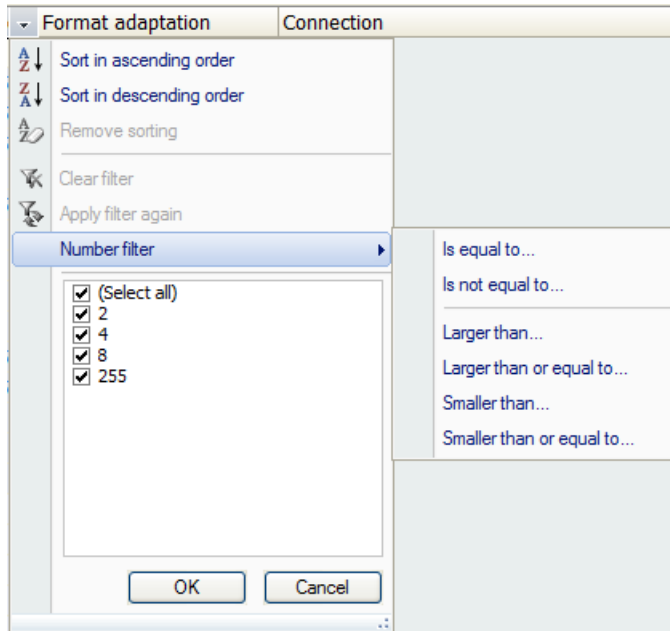 Format adaptation Connection
Sort in ascending order
Sort in descending order
Remove sorting
Clear filter
Apply filter again
Number filter
(Select all)
2
4
8
255
OK Cancel
Is equal to...
Is not equal to...
Larger than...
Larger than or equal to...
Smaller than...
Smaller than or equal to...